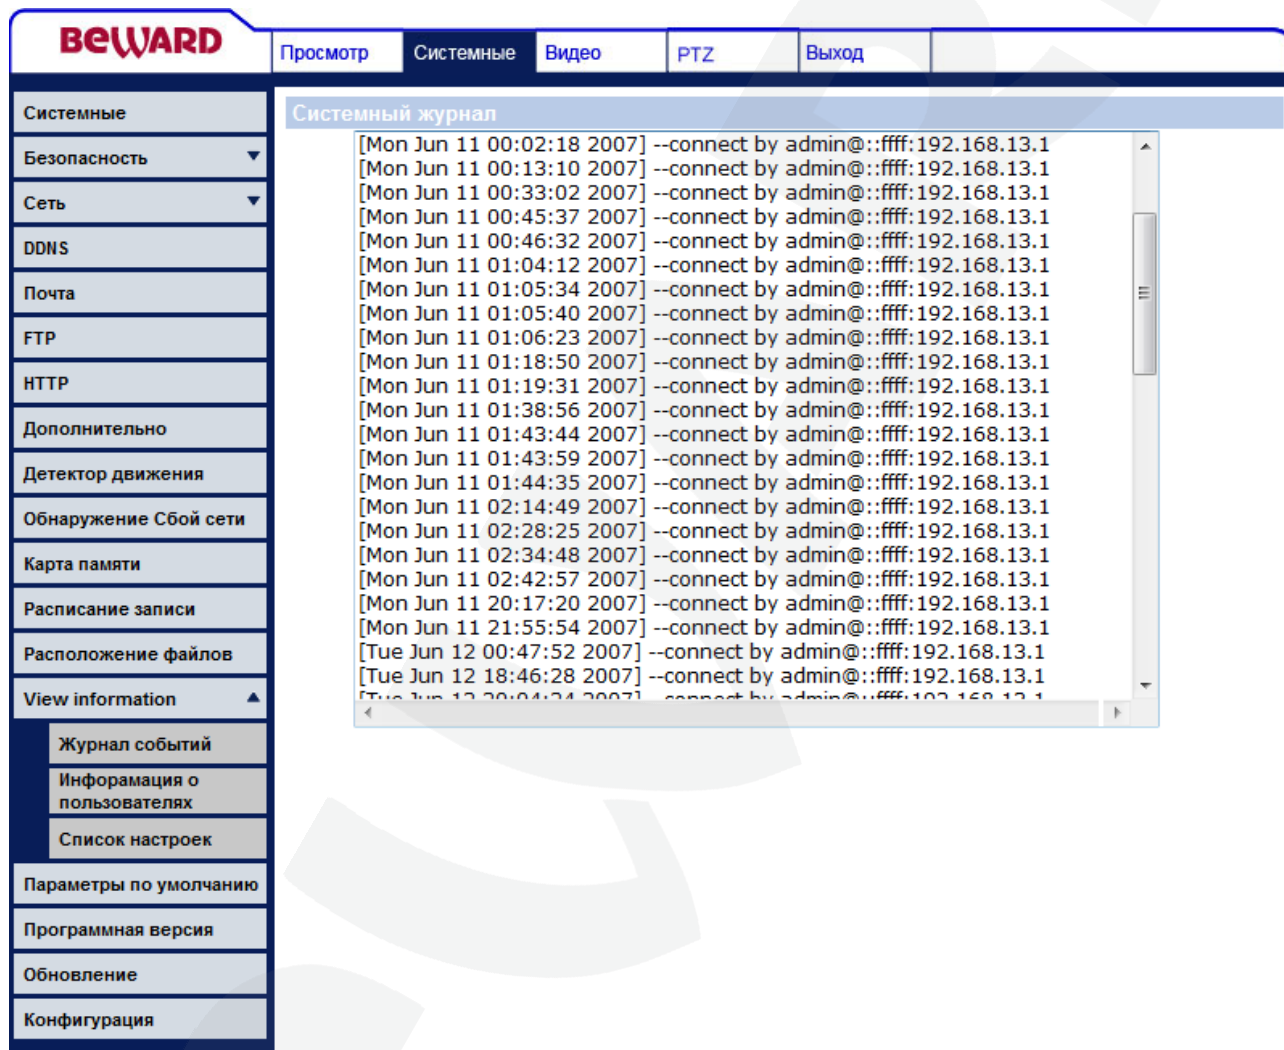 BEWARD
Просмотр Системные Видео PTZ Выход
Системные
Безопасность
Сеть
DDNS
Почта
FTP
HTTP
Дополнительно
Детектор движения
Обнаружение Сбой сети
Карта памяти
Расписание записи
Расположение файлов
View information
Журнал событий
Инфорамация о
пользователях
Список настроек
Параметры по умолчанию
Программная версия
Обновление
Конфигурация
Системный журнал
[Mon Jun 11 00:02:18 2007] --connect by admin@::ffff:192.168.13.1
[Mon Jun 11 00:13:10 2007] --connect by admin@::ffff:192.168.13.1
[Mon Jun 11 00:33:02 2007] --connect by admin@::ffff:192.168.13.1
[Mon Jun 11 00:45:37 2007] --connect by admin@::ffff:192.168.13.1
[Mon Jun 11 00:46:32 2007] --connect by admin@::ffff:192.168.13.1
[Mon Jun 11 01:04:12 2007] --connect by admin@::ffff:192.168.13.1
[Mon Jun 11 01:05:34 2007] --connect by admin@::ffff:192.168.13.1
[Mon Jun 11 01:05:40 2007] --connect by admin@::ffff:192.168.13.1
[Mon Jun 11 01:06:23 2007] --connect by admin@::ffff:192.168.13.1
[Mon Jun 11 01:18:50 2007] --connect by admin@::ffff:192.168.13.1
[Mon Jun 11 01:19:31 2007] --connect by admin@::ffff:192.168.13.1
[Mon Jun 11 01:38:56 2007] --connect by admin@::ffff:192.168.13.1
[Mon Jun 11 01:43:44 2007] --connect by admin@::ffff:192.168.13.1
[Mon Jun 11 01:43:59 2007] --connect by admin@::ffff:192.168.13.1
[Mon Jun 11 01:44:35 2007] --connect by admin@::ffff:192.168.13.1
[Mon Jun 11 02:14:49 2007] --connect by admin@::ffff:192.168.13.1
[Mon Jun 11 02:28:25 2007] --connect by admin@::ffff:192.168.13.1
[Mon Jun 11 02:34:48 2007] --connect by admin@::ffff:192.168.13.1
[Mon Jun 11 02:42:57 2007] --connect by admin@::ffff:192.168.13.1
[Mon Jun 11 20:17:20 2007] --connect by admin@::ffff:192.168.13.1
[Mon Jun 11 21:55:54 2007] --connect by admin@::ffff:192.168.13.1
[Tue Jun 12 00:47:52 2007] --connect by admin@::ffff:192.168.13.1
[Tue Jun 12 18:46:28 2007] --connect by admin@::ffff:192.168.13.1